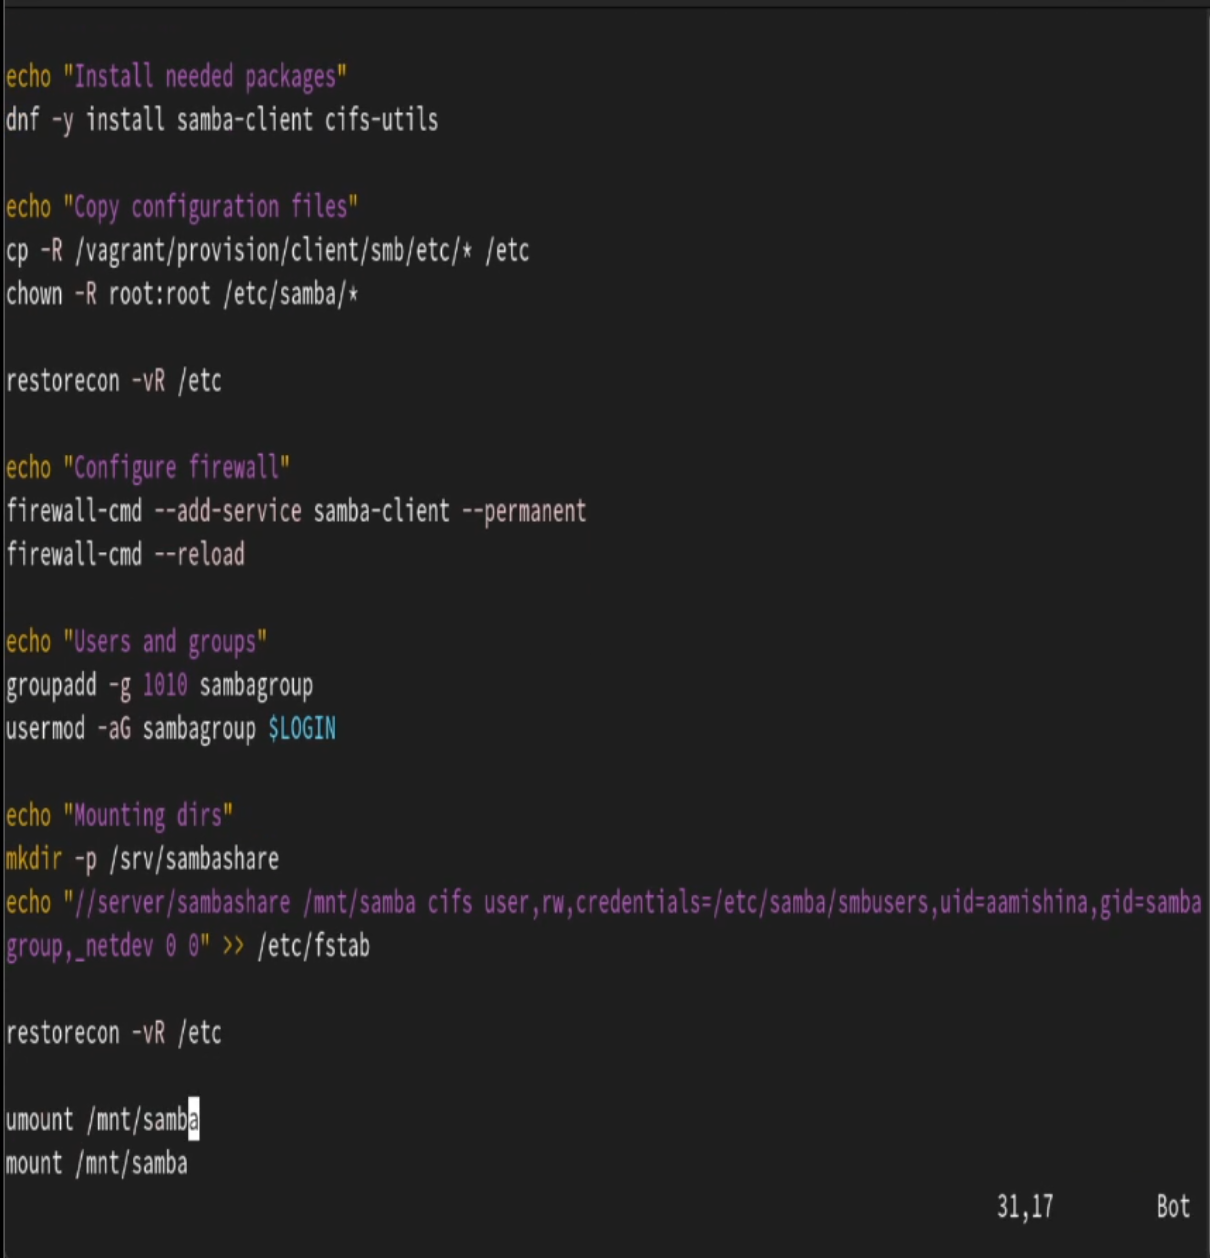 echo "Install needed packages"
dnf -y install samba-client cifs-utils
echo "Copy configuration files"
cp -R /vagrant/provision/client/smb/etc/* /etc
chown -R root:root /etc/samba/*
restorecon -vR /etc
echo "Configure firewall"
firewall-cmd --add-service samba-client --permanent
firewall-cmd --reload
echo "Users and groups"
groupadd -g 1010 sambagroup
usermod -aG sambagroup $LOGIN
echo "Mounting dirs"
mkdir -p /srv/sambashare
echo "//server/sambashare /mnt/samba cifs user,rw,credentials=/etc/samba/smbusers,uid=aamishina,gid=samba
group,_netdev 0 0" >> /etc/fstab
restorecon -vR /etc
umount /mnt/samba
mount /mnt/samba
31,17 Bot